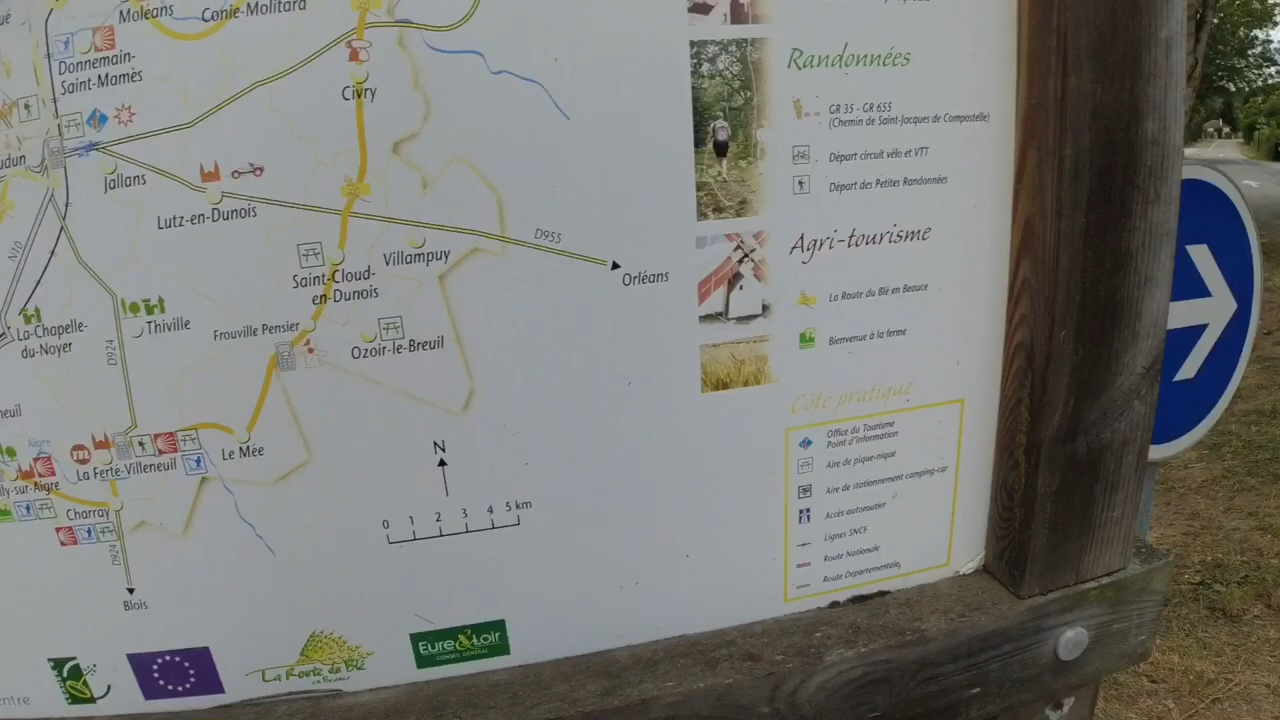 Moléans
Conie-Molitard
Donnemain-
Saint-Mamès
Civry
Jallans
Lutz-en-Dunois
D955
Orléans
N10
Villampuy
Saint-Cloud-
en-Dunois
La-Chapelle-
du-Noyer
Thiville
D924
Frouville Pensier
Ozoir-le-Breuil
Aigre
La Ferté-Villeneuil
Le Mée
Charray
D924
Blois
N
0 1 2 3 4 5 km
Randonnées
GR 35 - GR 655
(Chemin de Saint-Jacques de Compostelle)
Départ circuit vélo et VTT
Départ des Petites Randonnées
Agri-tourisme
La Route du Blé en Beauce
Bienvenue à la ferme
Côté pratique
Office du Tourisme
Point d'information
Aire de pique-nique
Aire de stationnement camping-car
Accès autoroutier
Lignes SNCF
Route Nationale
Route Departementale
La Route du Blé
en Beauce
Eure&Loir
CONSEIL GÉNÉRAL